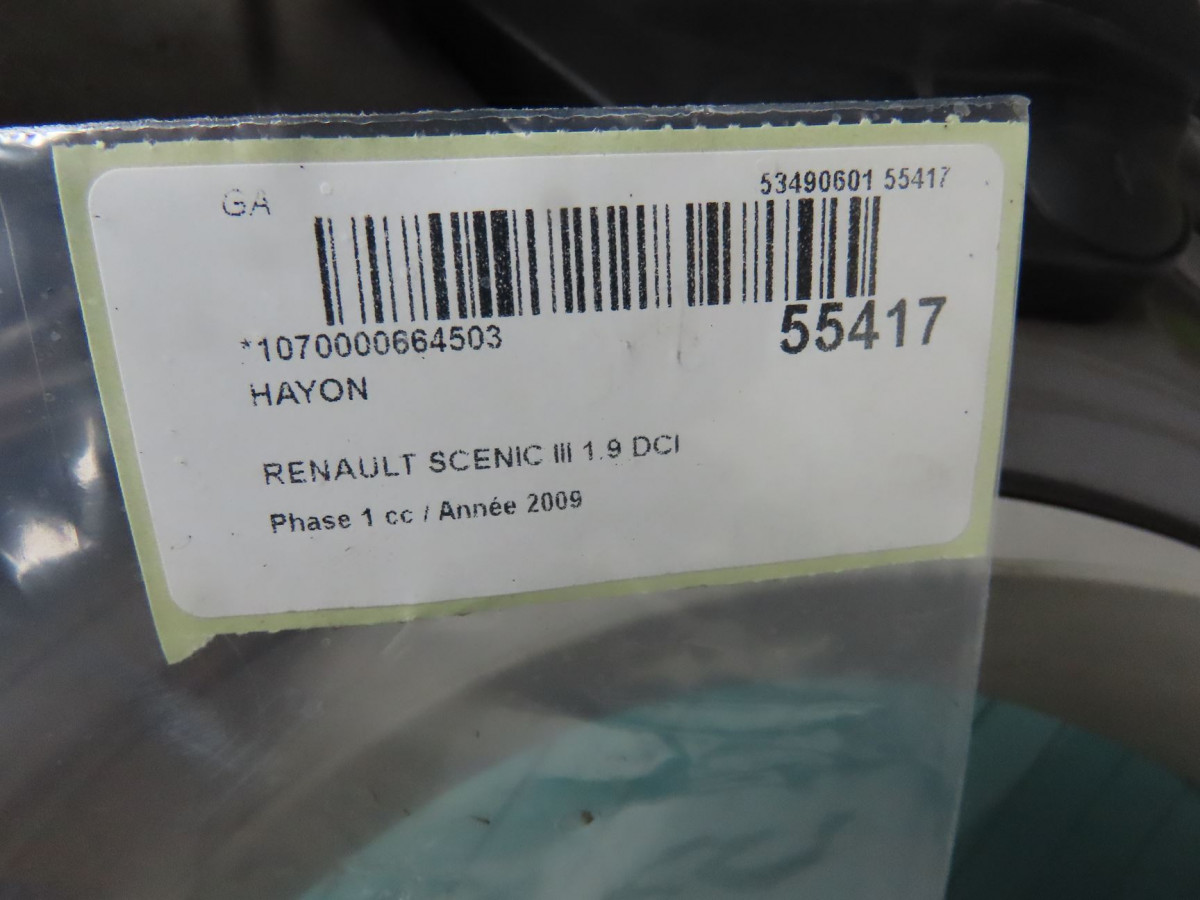 GA
53490601 55417
*1070000664503
55417
HAYON
RENAULT SCENIC III 1.9 DCI
Phase 1 cc / Année 2009